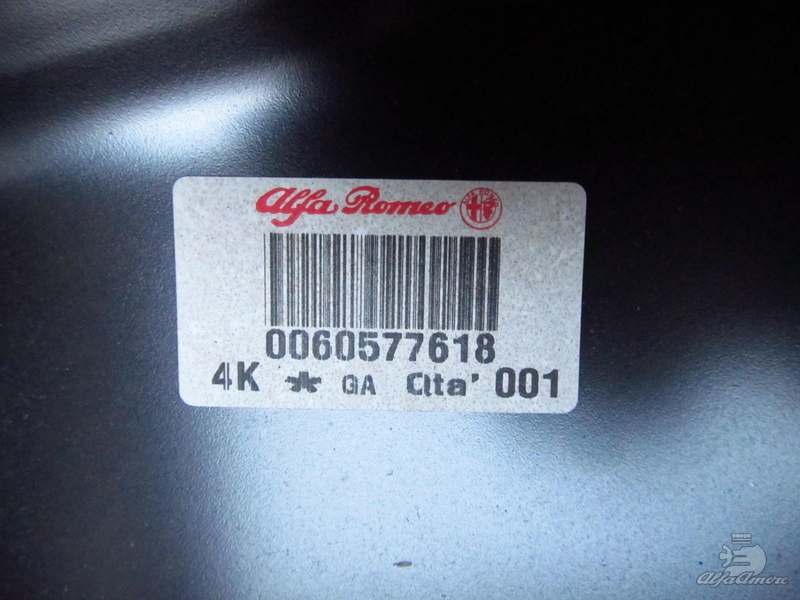 Alfa Romeo
0060577618
4K * GA Qta' 001
AlfaAmore